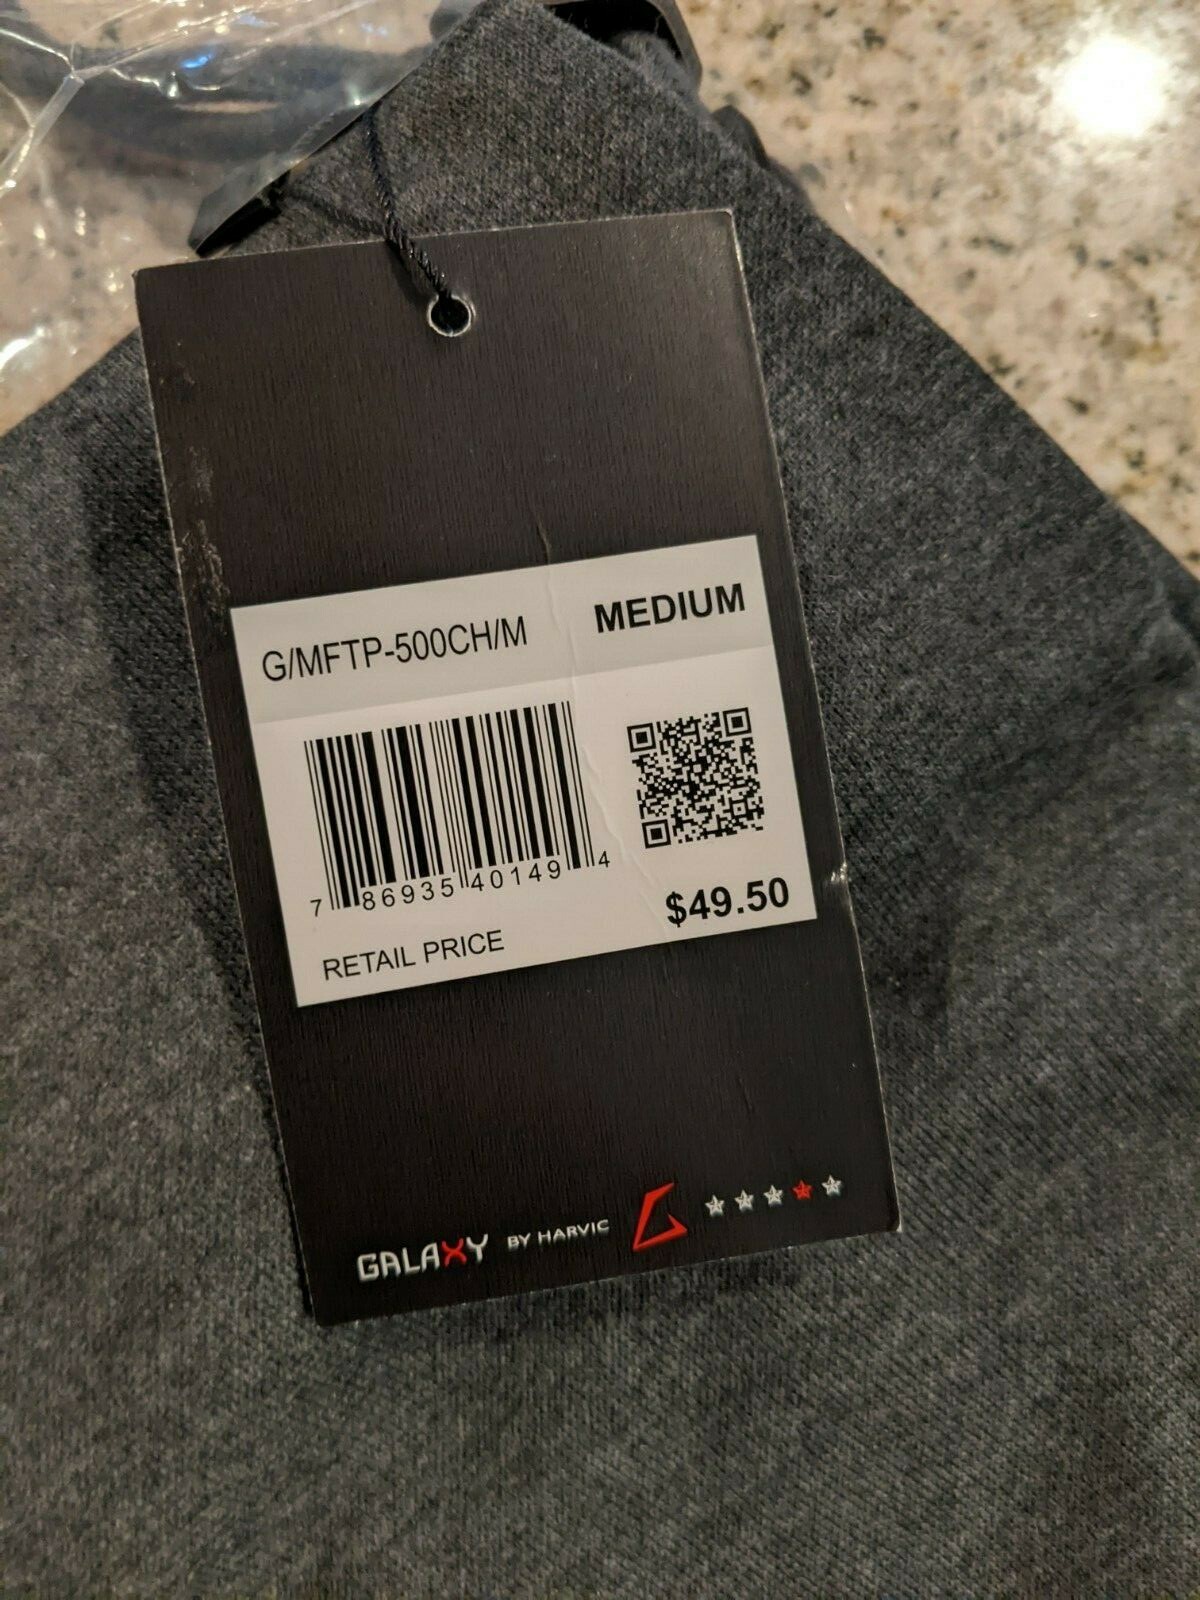 G/MFTP-500CH/M MEDIUM
7 86935 40149 4
RETAIL PRICE $49.50
GALAXY BY HARVIC